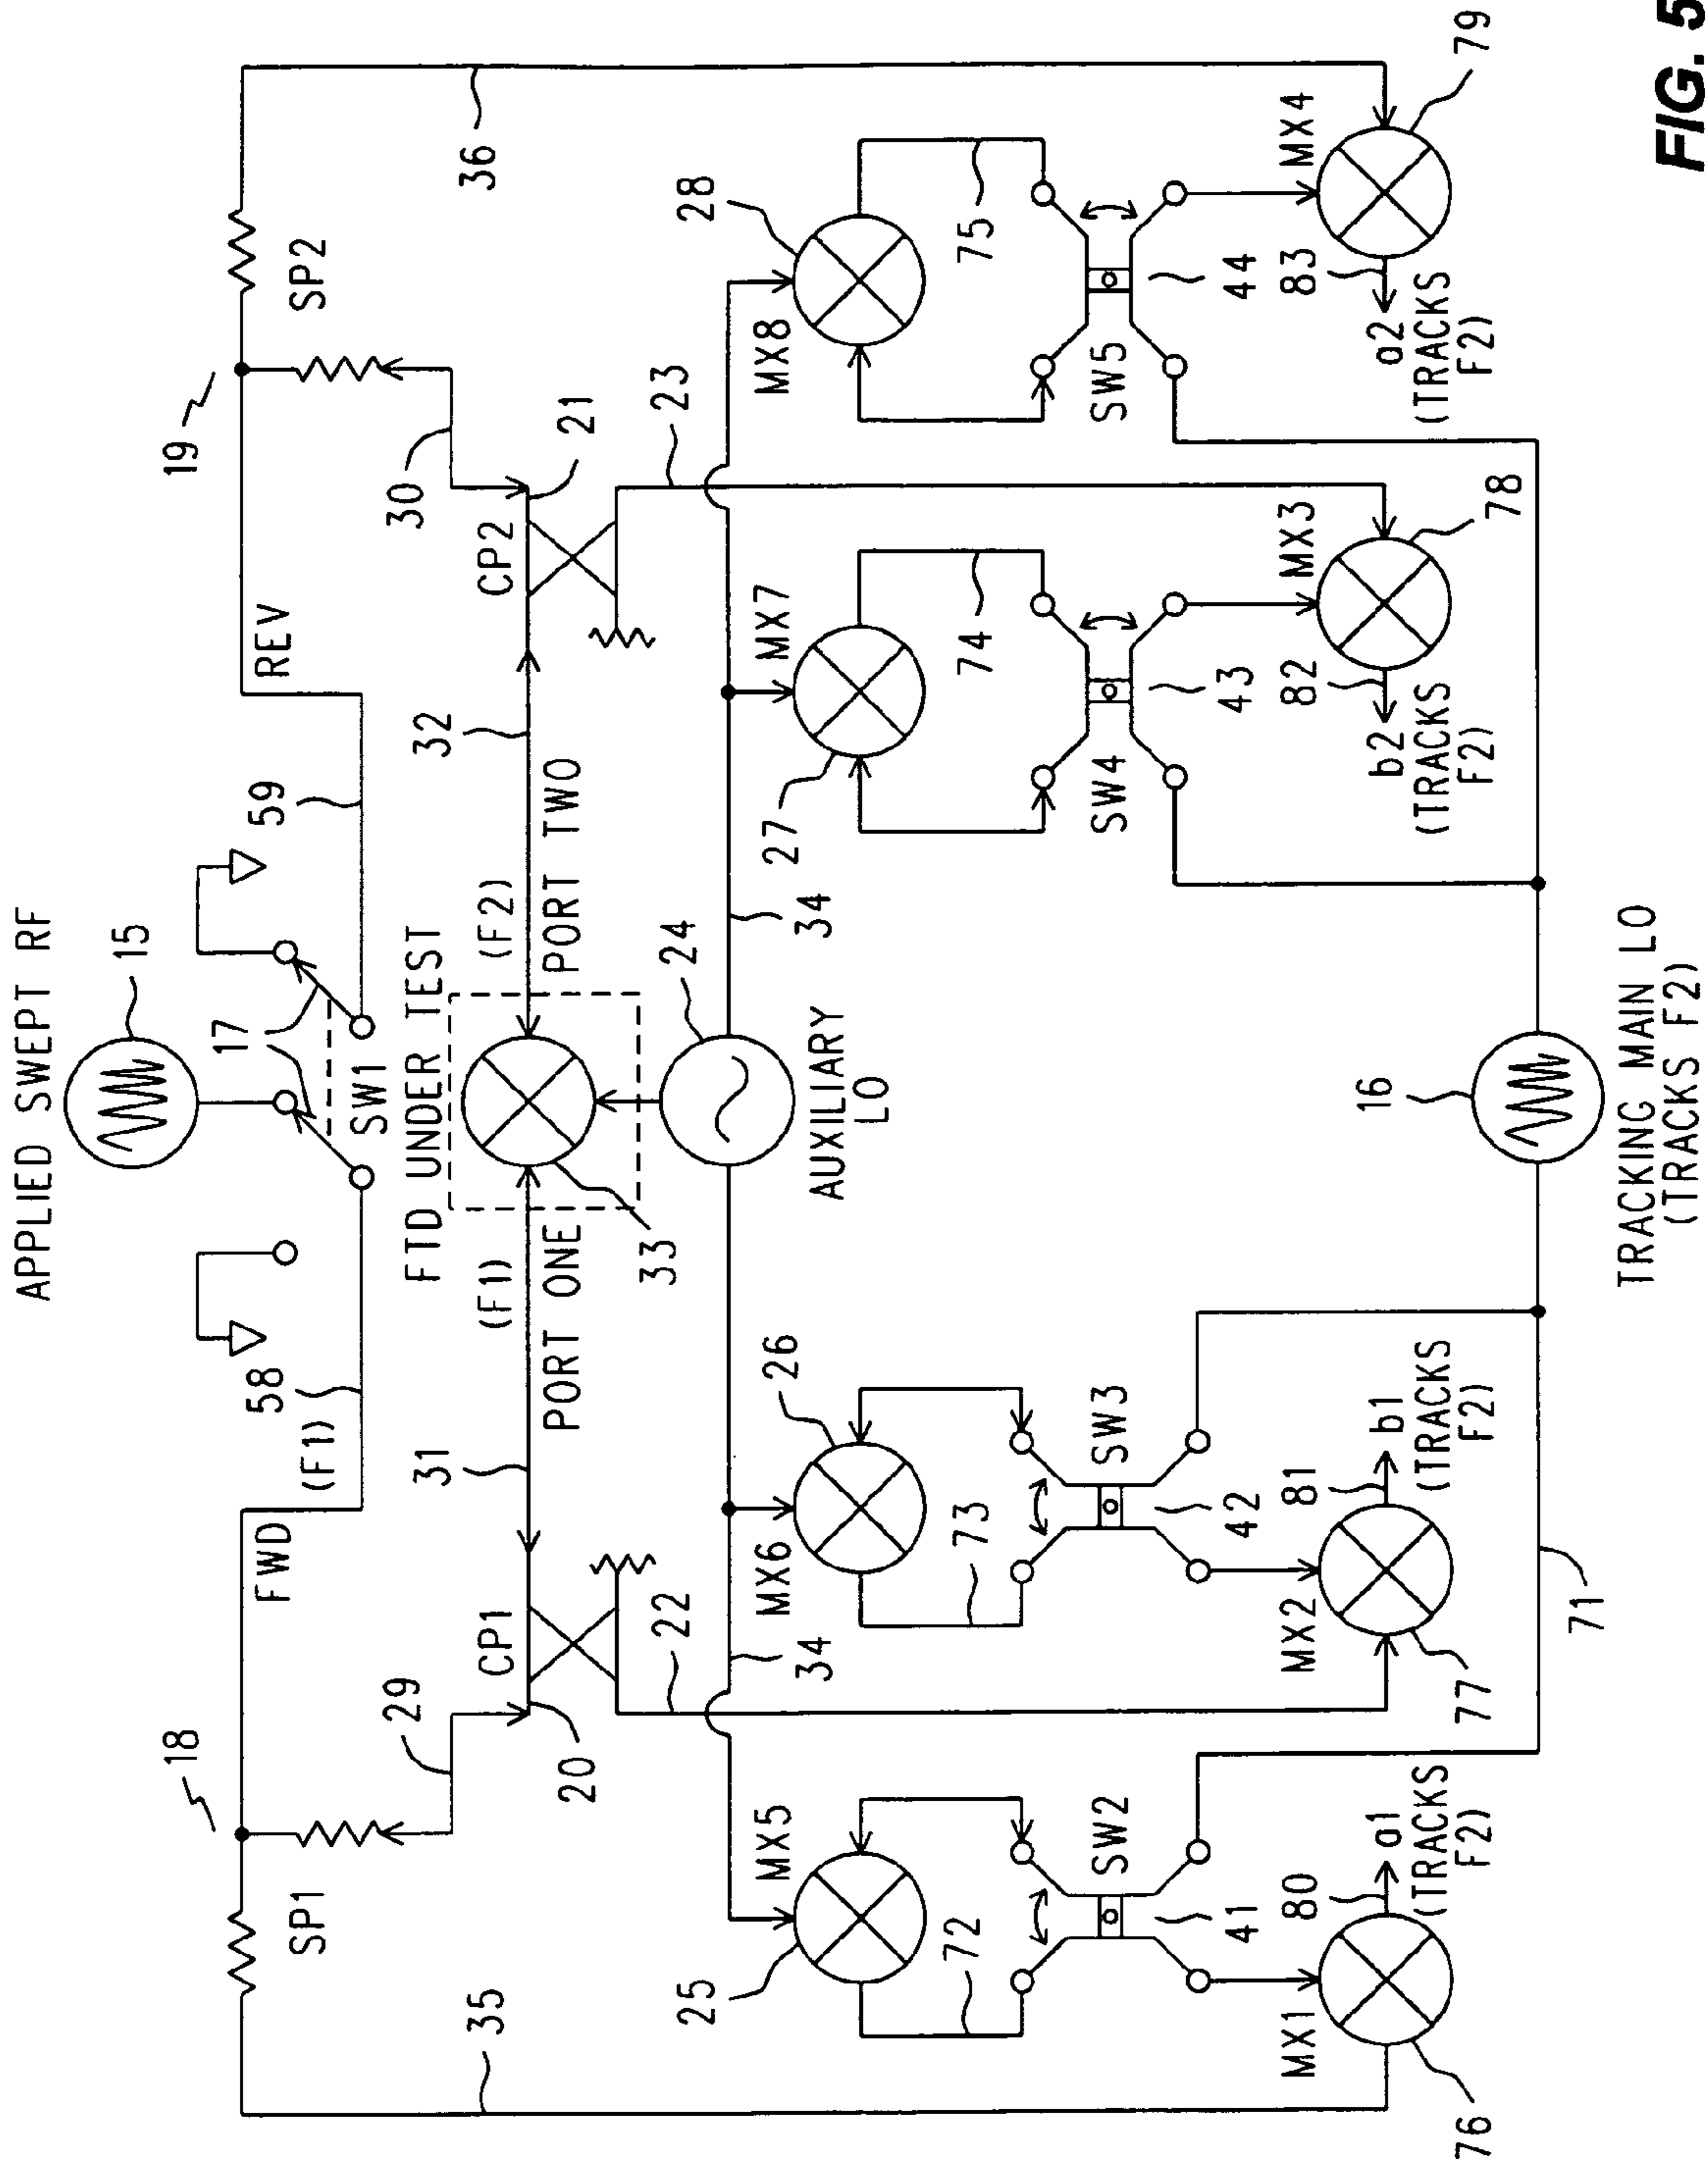 APPLIED SWEPT RF
15
17
SW1
58
(F1)
FWD
59
REV
18
19
SP1
SP2
29
30
35
36
FTD UNDER TEST
(F1)
PORT ONE
(F2)
PORT TWO
31
32
33
CP1
20
CP2
21
22
23
24
AUXILIARY
LO
34
34
MX5
25
MX6
26
MX7
27
MX8
28
72
73
74
75
SW2
41
SW3
42
SW4
43
SW5
44
MX1
76
80
a1
(TRACKS
F2)
MX2
77
81
b1
(TRACKS
F2)
MX3
78
82
b2
(TRACKS
F2)
MX4
79
83
a2
(TRACKS
F2)
71
16
TRACKING MAIN LO
(TRACKS F2)
FIG. 5